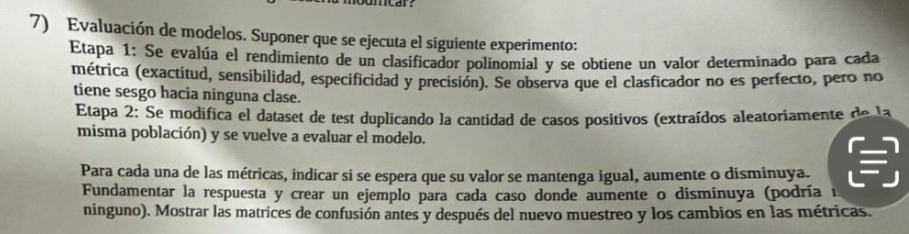 7) Evaluación de modelos. Suponer que se ejecuta el siguiente experimento:
Etapa 1: Se evalúa el rendimiento de un clasificador polinomial y se obtiene un valor determinado para cada
métrica (exactitud, sensibilidad, especificidad y precisión). Se observa que el clasficador no es perfecto, pero no
tiene sesgo hacia ninguna clase.
Etapa 2: Se modifica el dataset de test duplicando la cantidad de casos positivos (extraídos aleatoriamente de la
misma población) y se vuelve a evaluar el modelo.
Para cada una de las métricas, indicar si se espera que su valor se mantenga igual, aumente o disminuya.
Fundamentar la respuesta y crear un ejemplo para cada caso donde aumente o disminuya (podría
ninguno). Mostrar las matrices de confusión antes y después del nuevo muestreo y los cambios en las métricas.